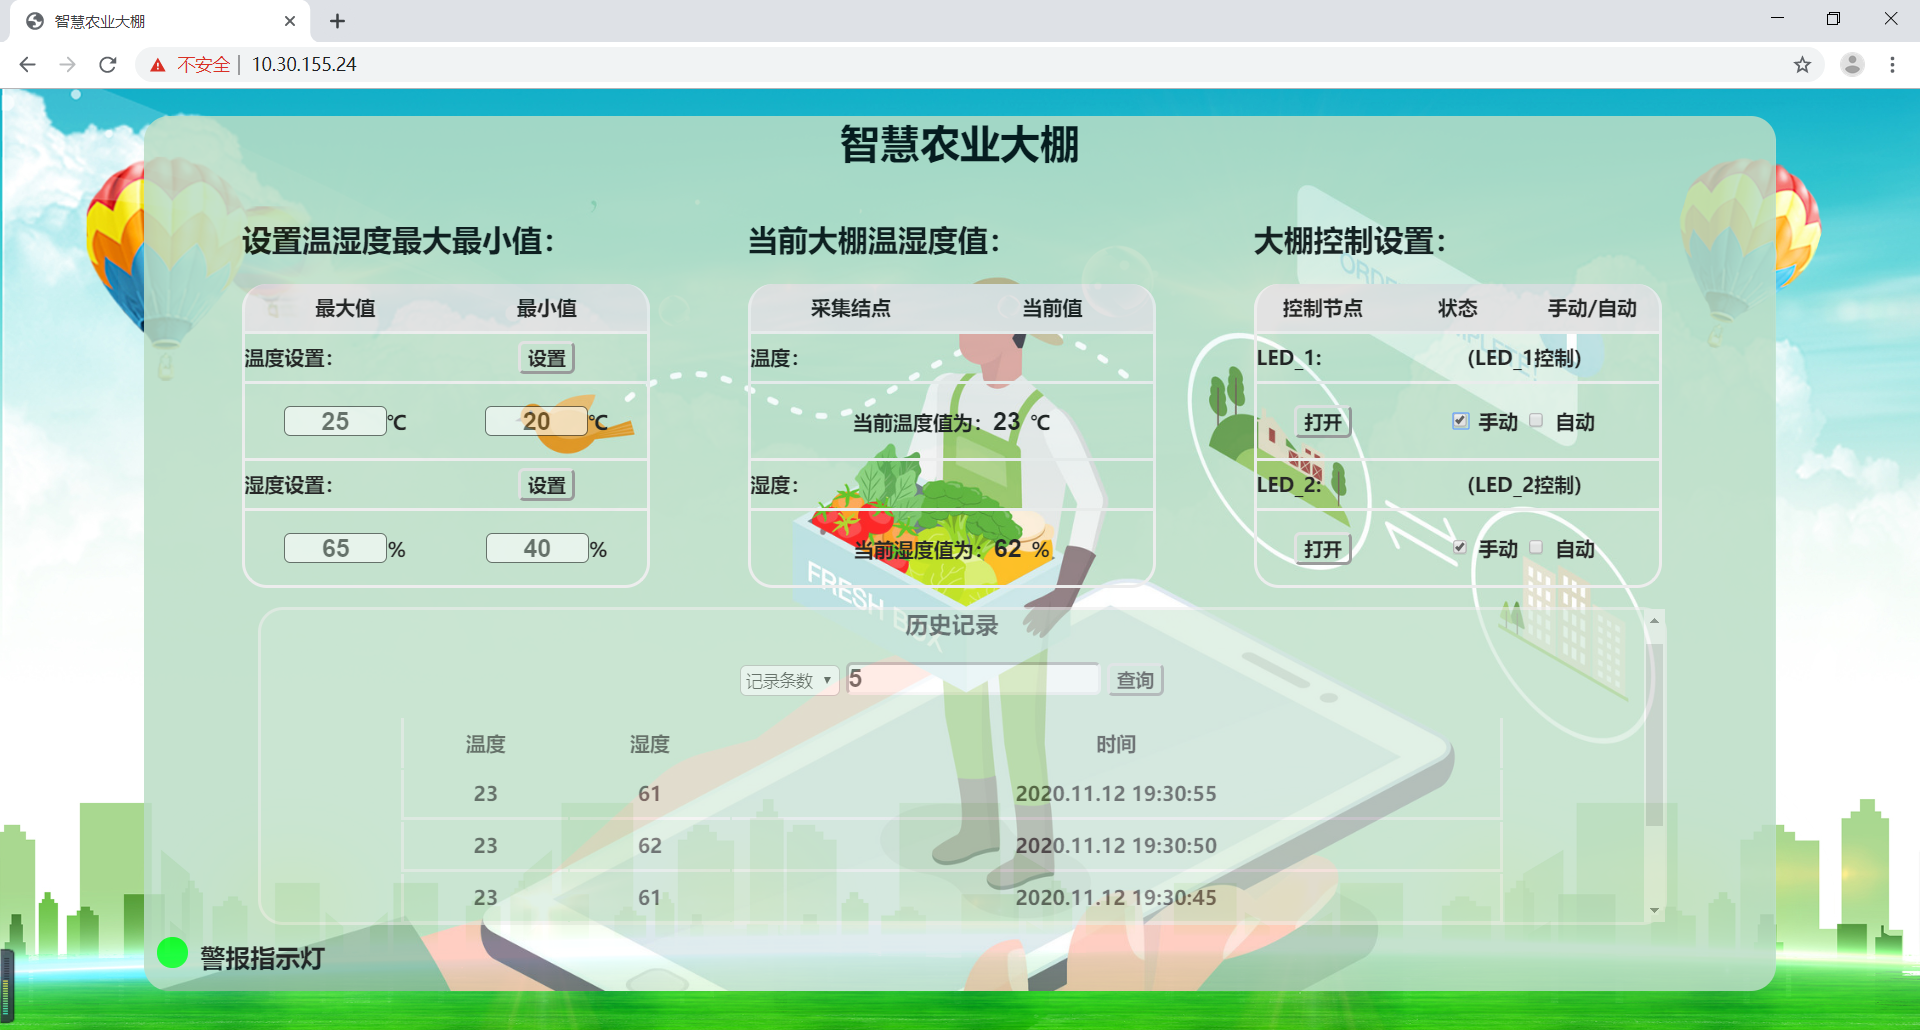 智慧农业大棚
不安全 | 10.30.155.24
智慧农业大棚
设置温湿度最大最小值：
最大值 最小值
温度设置： 设置
25 ℃ 20 ℃
湿度设置： 设置
65 % 40 %
当前大棚温湿度值：
采集结点 当前值
温度：
当前温度值为：23 ℃
湿度：
当前湿度值为：62 %
FRESH BOX
大棚控制设置：
控制节点 状态 手动/自动
LED_1: (LED_1控制)
打开 手动 自动
LED_2: (LED_2控制)
打开 手动 自动
历史记录
记录条数 5 查询
温度 湿度 时间
23 61 2020.11.12 19:30:55
23 62 2020.11.12 19:30:50
23 61 2020.11.12 19:30:45
警报指示灯